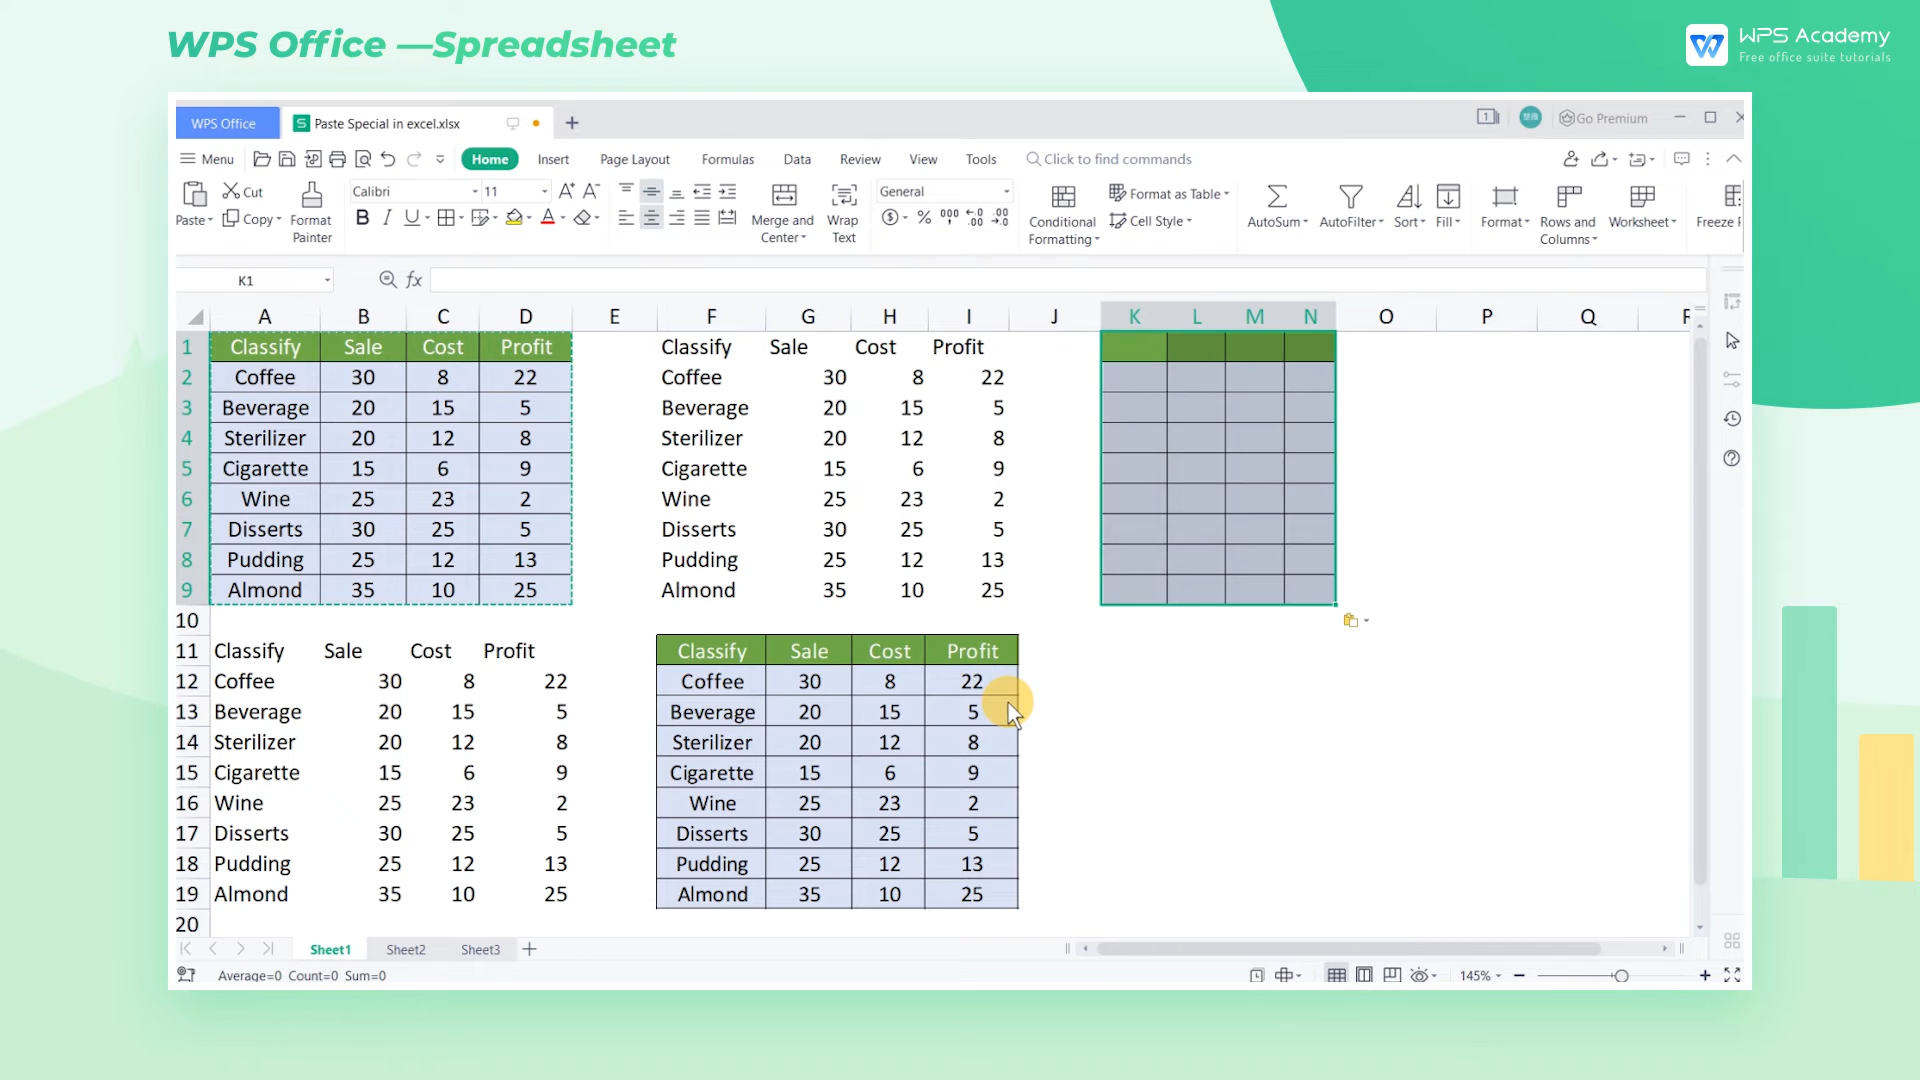 WPS Office —Spreadsheet
WPS Academy
Free office suite tutorials
WPS Office
Paste Special in excel.xlsx
Go Premium
Menu
Home Insert Page Layout Formulas Data Review View Tools Click to find commands
Paste Cut Copy Format Painter
Calibri 11
Merge and Center Wrap Text
General
Conditional Formatting Format as Table Cell Style
AutoSum AutoFilter Sort Fill Format Rows and Columns Worksheet Freeze
K1 fx
A B C D E F G H I J K L M N O P Q
1 Classify Sale Cost Profit Classify Sale Cost Profit
2 Coffee 30 8 22 Coffee 30 8 22
3 Beverage 20 15 5 Beverage 20 15 5
4 Sterilizer 20 12 8 Sterilizer 20 12 8
5 Cigarette 15 6 9 Cigarette 15 6 9
6 Wine 25 23 2 Wine 25 23 2
7 Disserts 30 25 5 Disserts 30 25 5
8 Pudding 25 12 13 Pudding 25 12 13
9 Almond 35 10 25 Almond 35 10 25
10
11 Classify Sale Cost Profit Classify Sale Cost Profit
12 Coffee 30 8 22 Coffee 30 8 22
13 Beverage 20 15 5 Beverage 20 15 5
14 Sterilizer 20 12 8 Sterilizer 20 12 8
15 Cigarette 15 6 9 Cigarette 15 6 9
16 Wine 25 23 2 Wine 25 23 2
17 Disserts 30 25 5 Disserts 30 25 5
18 Pudding 25 12 13 Pudding 25 12 13
19 Almond 35 10 25 Almond 35 10 25
20
Sheet1 Sheet2 Sheet3
Average=0 Count=0 Sum=0
145%